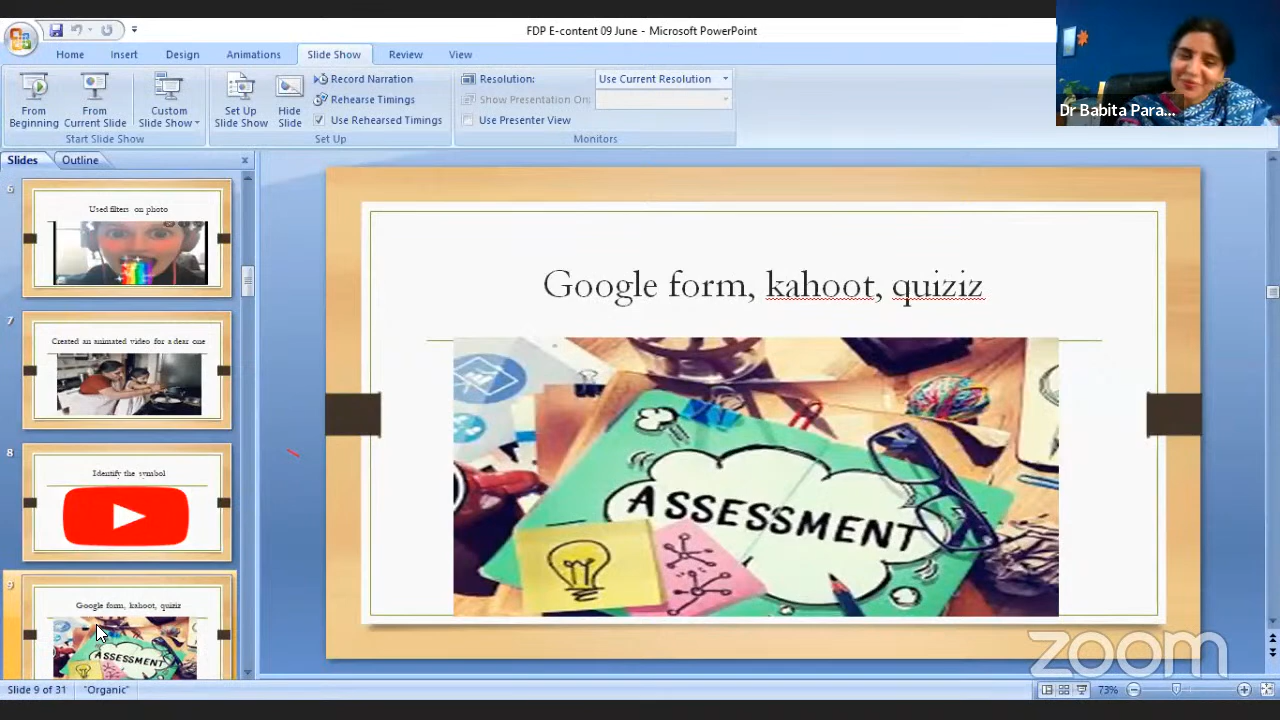 FDP E-content 09 June - Microsoft PowerPoint
Home Insert Design Animations Slide Show Review View
From Beginning
From Current Slide
Custom Slide Show
Start Slide Show
Set Up Slide Show
Hide Slide
Record Narration
Rehearse Timings
Use Rehearsed Timings
Set Up
Resolution: Use Current Resolution
Show Presentation On:
Use Presenter View
Monitors
Dr Babita Para...
Slides Outline
6
Used filters on photo
7
Created an animated video for a dear one
8
Identify the symbol
9
Google form, kahoot, quiziz
ASSESSMENT
Google form, kahoot, quiziz
ASSESSMENT
zoom
Slide 9 of 31 "Organic" 73%